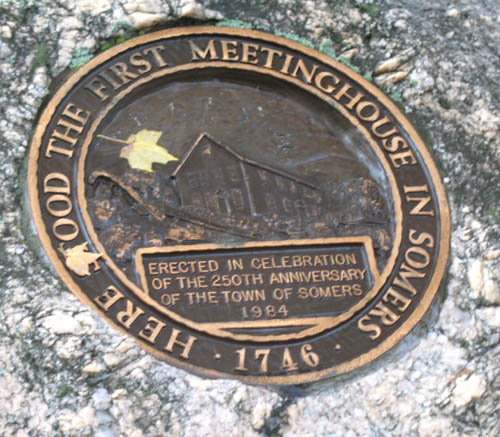 HERE STOOD THE FIRST MEETINGHOUSE IN SOMERS
· 1746 ·
ERECTED IN CELEBRATION
OF THE 250TH ANNIVERSARY
OF THE TOWN OF SOMERS
1984